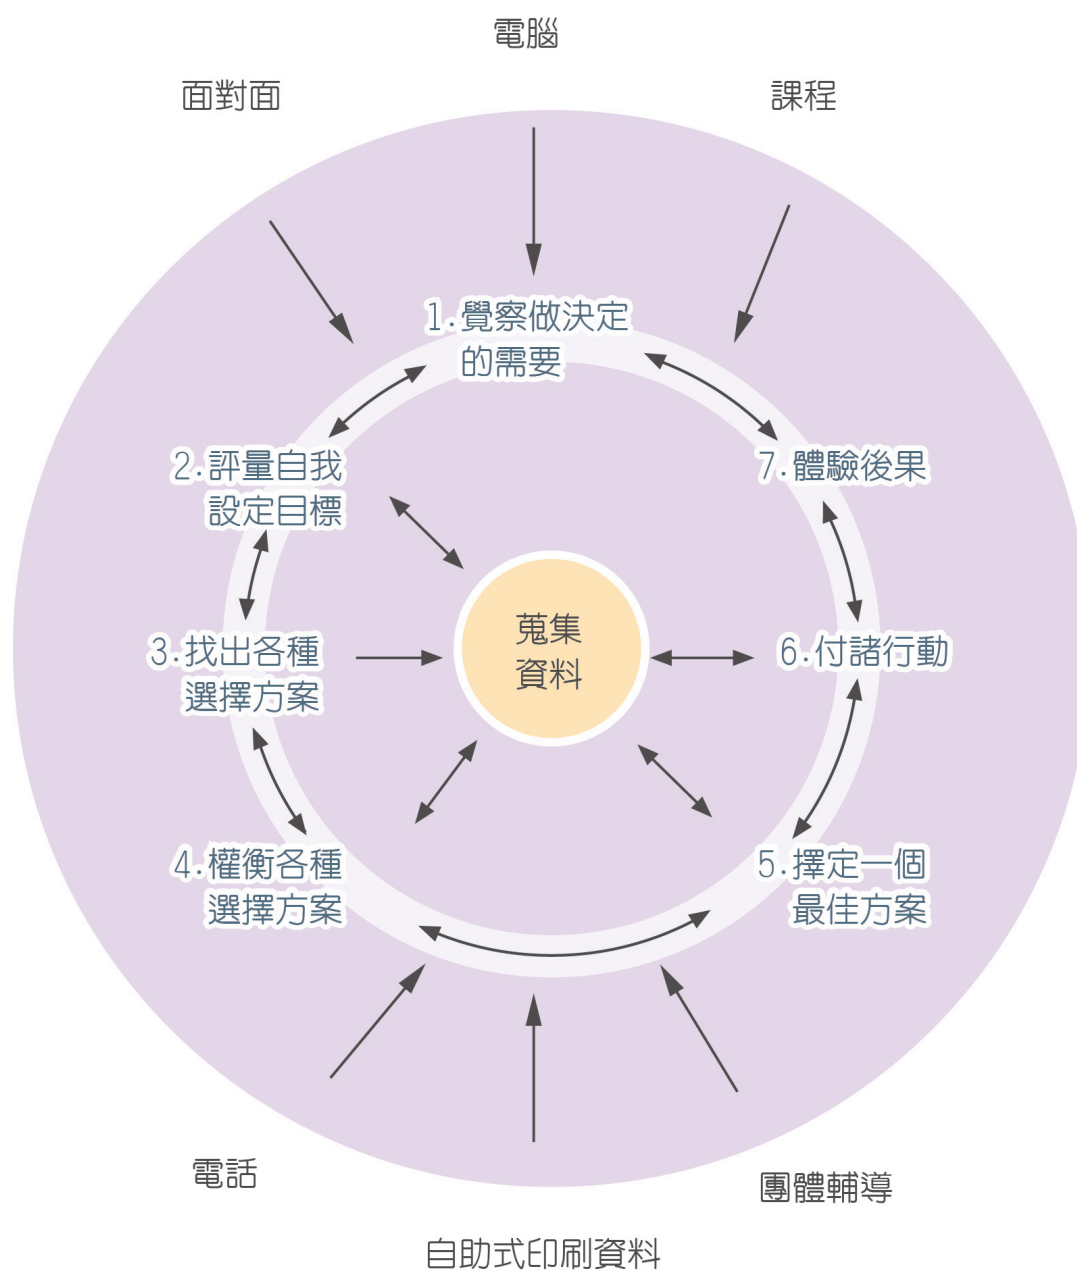 電腦
面對面
課程
1.覺察做決定
的需要
2.評量自我
設定目標
7.體驗後果
蒐集
資料
3.找出各種
選擇方案
6.付諸行動
4.權衡各種
選擇方案
5.擇定一個
最佳方案
電話
團體輔導
自助式印刷資料